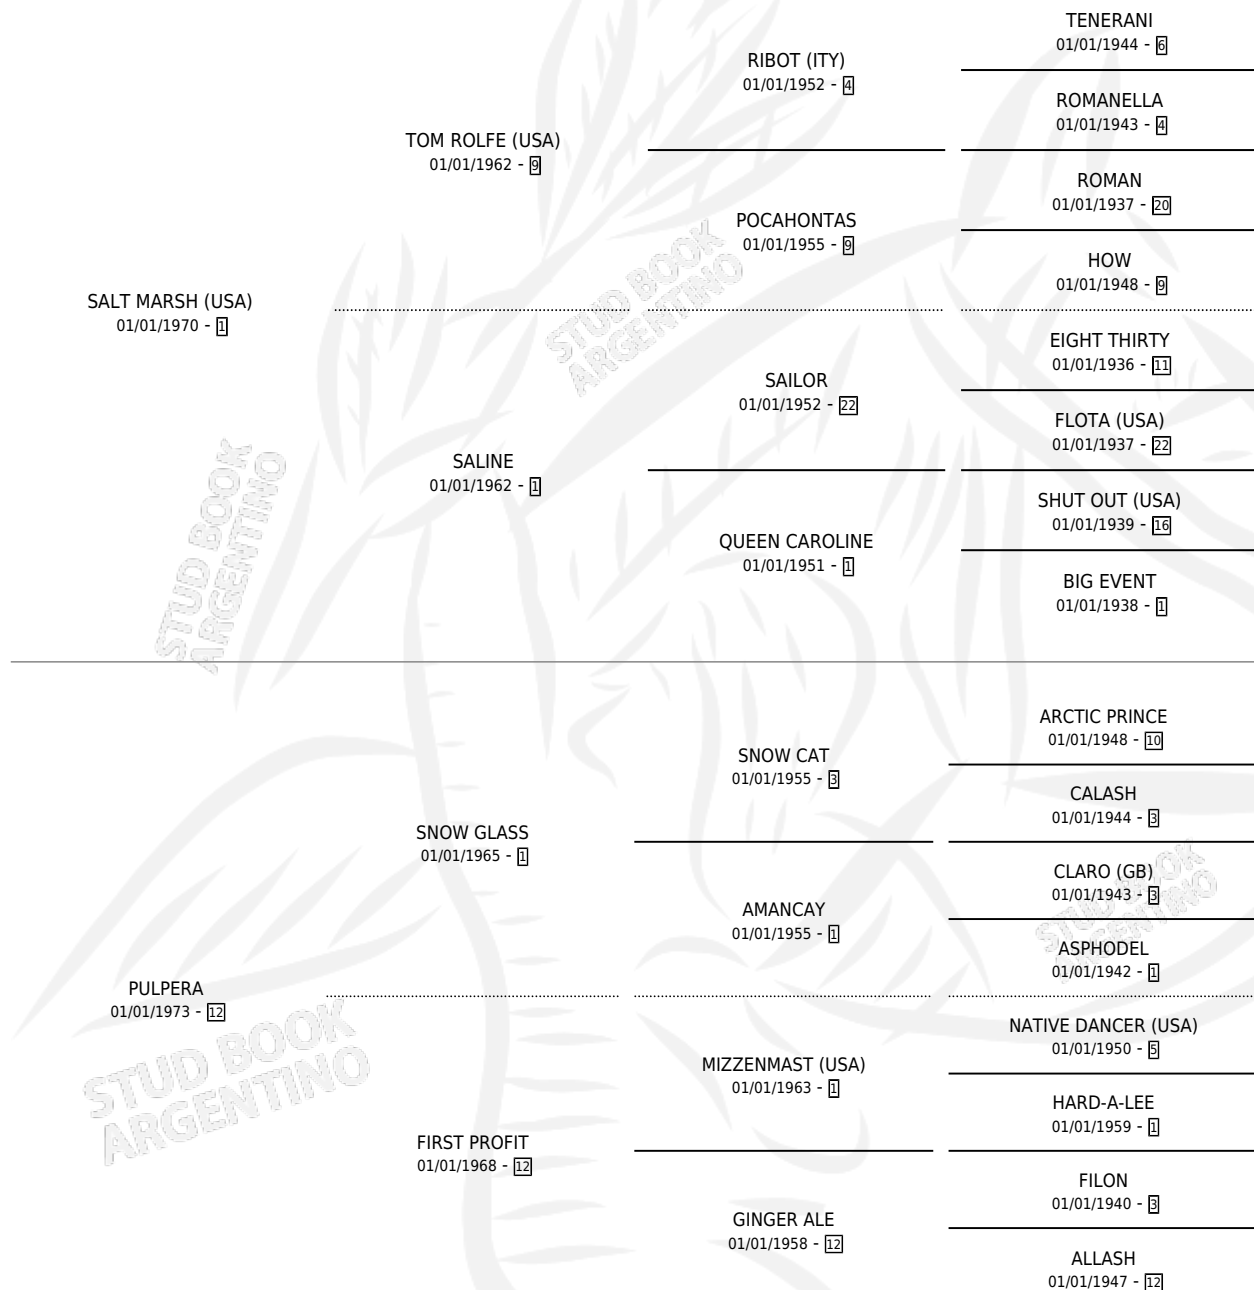 TENERANI
01/01/1944 - 6
RIBOT (ITY)
01/01/1952 - 4
ROMANELLA
01/01/1943 - 4
TOM ROLFE (USA)
01/01/1962 - 9
ROMAN
01/01/1937 - 20
POCAHONTAS
01/01/1955 - 9
HOW
01/01/1948 - 9
SALT MARSH (USA)
01/01/1970 - 1
STUD BOOK
ARGENTINO
EIGHT THIRTY
01/01/1936 - 11
SAILOR
01/01/1952 - 22
FLOTA (USA)
01/01/1937 - 22
SALINE
01/01/1962 - 1
SHUT OUT (USA)
01/01/1939 - 16
QUEEN CAROLINE
01/01/1951 - 1
BIG EVENT
01/01/1938 - 1
STUD BOOK
ARGENTINO
ARCTIC PRINCE
01/01/1948 - 10
SNOW CAT
01/01/1955 - 3
CALASH
01/01/1944 - 3
SNOW GLASS
01/01/1965 - 1
CLARO (GB)
01/01/1943 - 3
AMANCAY
01/01/1955 - 1
STUD BOOK
ARGENTINO
ASPHODEL
01/01/1942 - 1
PULPERA
01/01/1973 - 12
STUD BOOK
ARGENTINO
NATIVE DANCER (USA)
01/01/1950 - 5
MIZZENMAST (USA)
01/01/1963 - 1
HARD-A-LEE
01/01/1959 - 1
FIRST PROFIT
01/01/1968 - 12
FILON
01/01/1940 - 3
GINGER ALE
01/01/1958 - 12
ALLASH
01/01/1947 - 12